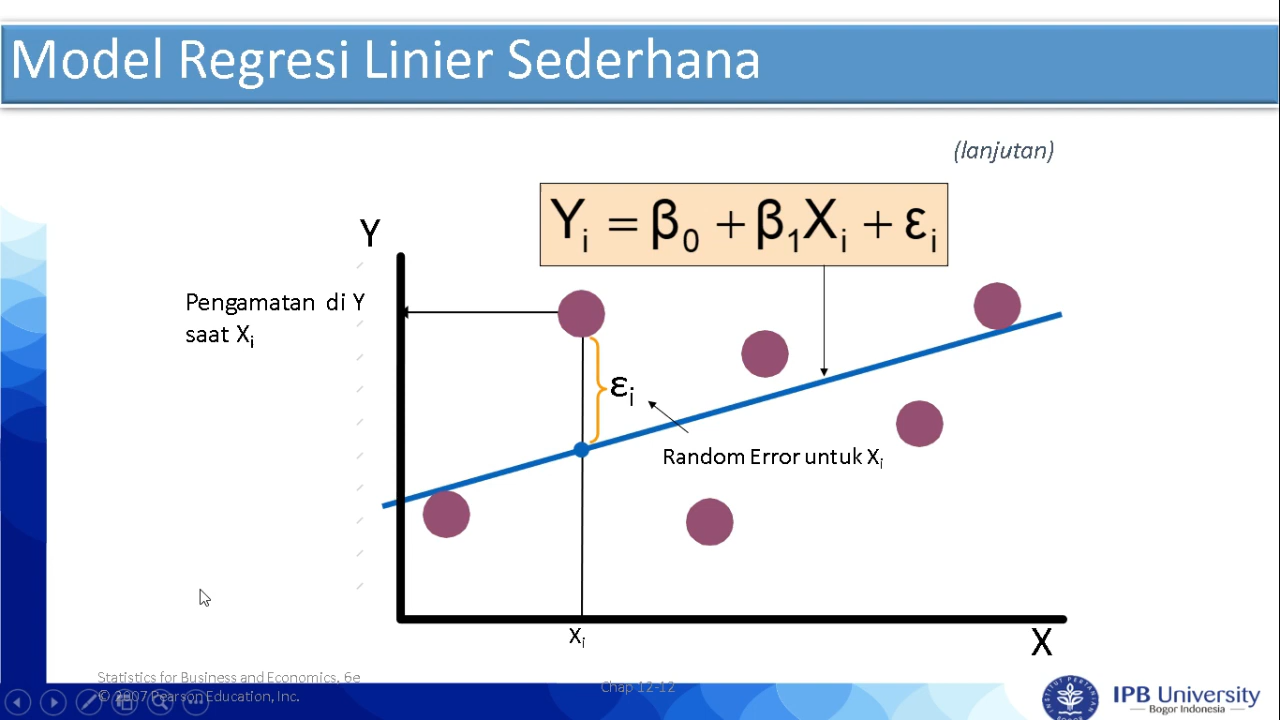 Model Regresi Linier Sederhana
(lanjutan)
Yᵢ = β₀ + β₁Xᵢ + εᵢ
Y
Pengamatan di Y
saat Xᵢ
εᵢ
Random Error untuk Xᵢ
Xᵢ
X
Statistics for Business and Economics, 6e
© 2007 Pearson Education, Inc.
Chap 12-12
IPB University
Bogor Indonesia